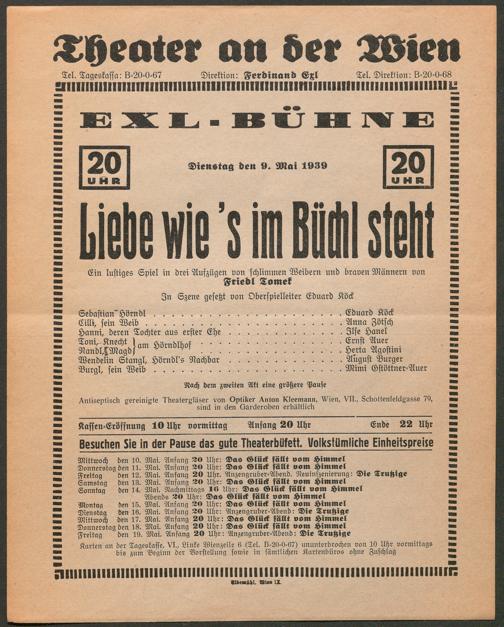 Theater an der Wien
Tel. Tageskassa: B-20-0-67 Direktion: Ferdinand Exl Tel. Direktion: B-20-0-68
EXL-BÜHNE
20 UHR Dienstag den 9. Mai 1939 20 UHR
Liebe wie 's im Büchl steht
Ein lustiges Spiel in drei Aufzügen von schlimmen Weibern und braven Männern von
Friedl Tomek
In Szene gesetzt von Oberspielleiter Eduard Köck
Sebastian Hörndl . . . Eduard Köck
Cilli, sein Weib . . . Anna Zötsch
Hanni, deren Tochter aus erster Ehe . . . Ilse Hanel
Toni, Knecht } am Hörndlhof . . . Ernst Auer
Nandl, Magd } . . . Herta Agostini
Wendelin Stangl, Hörndl's Nachbar . . . August Burger
Burgl, sein Weib . . . Mimi Gstöttner-Auer
Nach dem zweiten Akt eine größere Pause
Antiseptisch gereinigte Theatergläser von Optiker Anton Kleemann, Wien, VII., Schottenfeldgasse 79,
sind in den Garderoben erhältlich
Kassen-Eröffnung 10 Uhr vormittag Anfang 20 Uhr Ende 22 Uhr
Besuchen Sie in der Pause das gute Theaterbüfett. Volkstümliche Einheitspreise
Mittwoch den 10. Mai. Anfang 20 Uhr: Das Glück fällt vom Himmel
Donnerstag den 11. Mai. Anfang 20 Uhr: Das Glück fällt vom Himmel
Freitag den 12. Mai. Anfang 20 Uhr: Anzengruber-Abend. Neuinszenierung: Die Trutzige
Samstag den 13. Mai. Anfang 20 Uhr: Das Glück fällt vom Himmel
Sonntag den 14. Mai. Nachmittags 16 Uhr: Das Glück fällt vom Himmel
Abends 20 Uhr: Das Glück fällt vom Himmel
Montag den 15. Mai. Anfang 20 Uhr: Das Glück fällt vom Himmel
Dienstag den 16. Mai. Anfang 20 Uhr: Anzengruber-Abend: Die Trutzige
Mittwoch den 17. Mai. Anfang 20 Uhr: Das Glück fällt vom Himmel
Donnerstag den 18. Mai. Anfang 20 Uhr: Das Glück fällt vom Himmel
Freitag den 19. Mai. Anfang 20 Uhr: Anzengruber-Abend: Die Trutzige
Karten an der Tageskasse, VI., Linke Wienzeile 6 (Tel. B-20-0-67) ununterbrochen von 10 Uhr vormittags
bis zum Beginn der Vorstellung sowie in sämtlichen Kartenbüros ohne Zuschlag
Elbemühl, Wien IX.